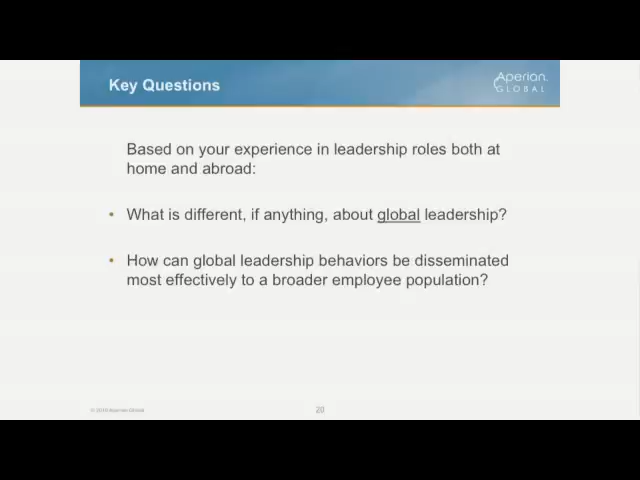 Key Questions
Aperian
GLOBAL
Based on your experience in leadership roles both at
home and abroad:
• What is different, if anything, about global leadership?
• How can global leadership behaviors be disseminated
most effectively to a broader employee population?
Aperian Global
20